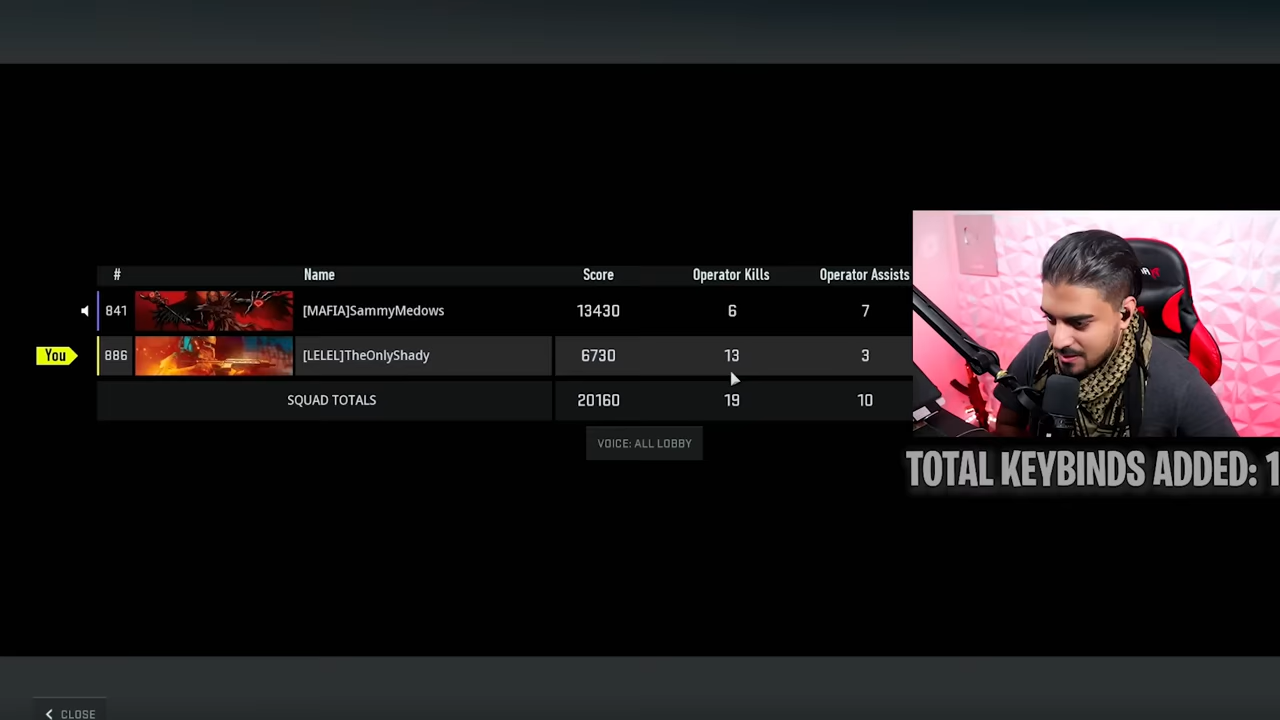 # Name Score Operator Kills Operator Assists
841 [MAFIA]SammyMedows 13430 6 7
You 886 [LELEL]TheOnlyShady 6730 13 3
SQUAD TOTALS 20160 19 10
VOICE: ALL LOBBY
TOTAL KEYBINDS ADDED: 1
CLOSE